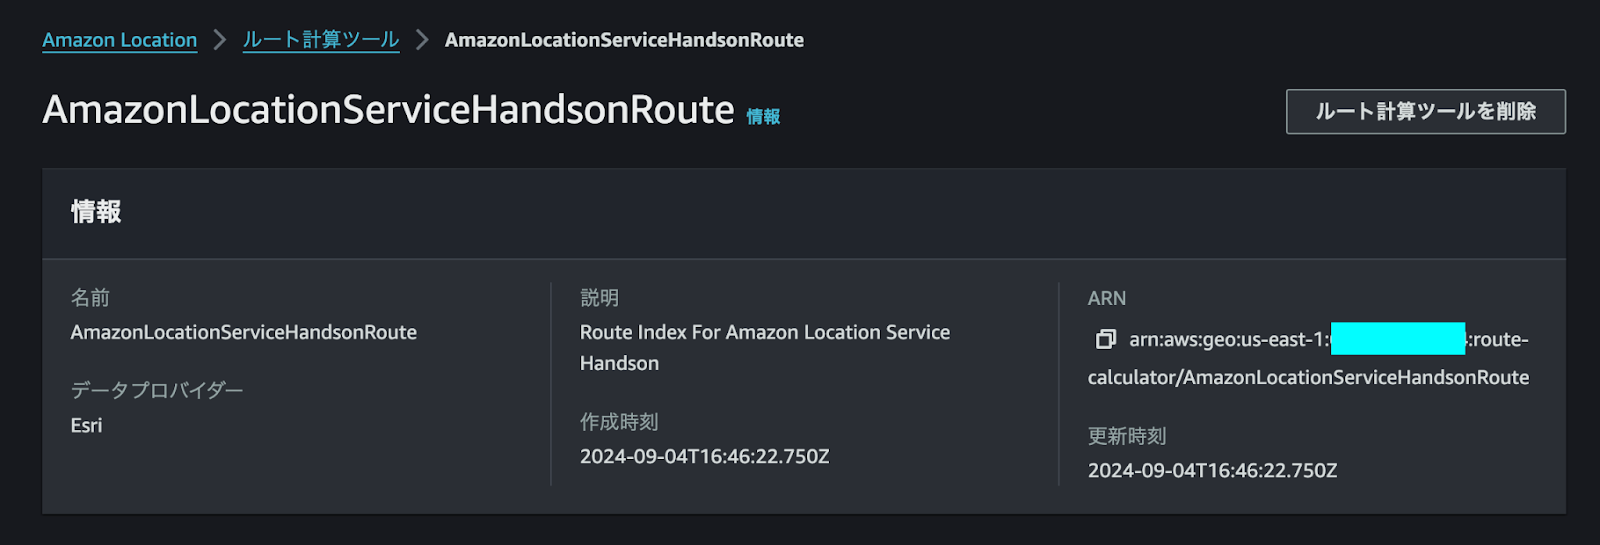 Amazon Location > ルート計算ツール > AmazonLocationServiceHandsonRoute
AmazonLocationServiceHandsonRoute 情報
ルート計算ツールを削除
情報
名前
AmazonLocationServiceHandsonRoute
データプロバイダー
Esri
説明
Route Index For Amazon Location Service
Handson
作成時刻
2024-09-04T16:46:22.750Z
ARN
arn:aws:geo:us-east-1: :route-
calculator/AmazonLocationServiceHandsonRoute
更新時刻
2024-09-04T16:46:22.750Z